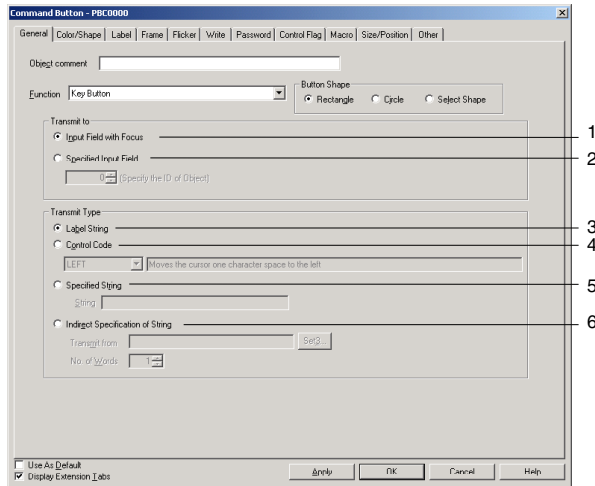 Command Button - PBC0000
General Color/Shape Label Frame Flicker Write Password Control Flag Macro Size/Position Other
Object comment
Function Key Button
Button Shape
Rectangle Circle Select Shape
Transmit to
Input Field with Focus 1
Specified Input Field 2
0 (Specify the ID of Object)
Transmit Type
Label String 3
Control Code 4
LEFT Moves the cursor one character space to the left
Specified String 5
String
Indirect Specification of String 6
Transmit from Set3...
No. of Words 1
Use As Default
Display Extension Tabs
Apply OK Cancel Help